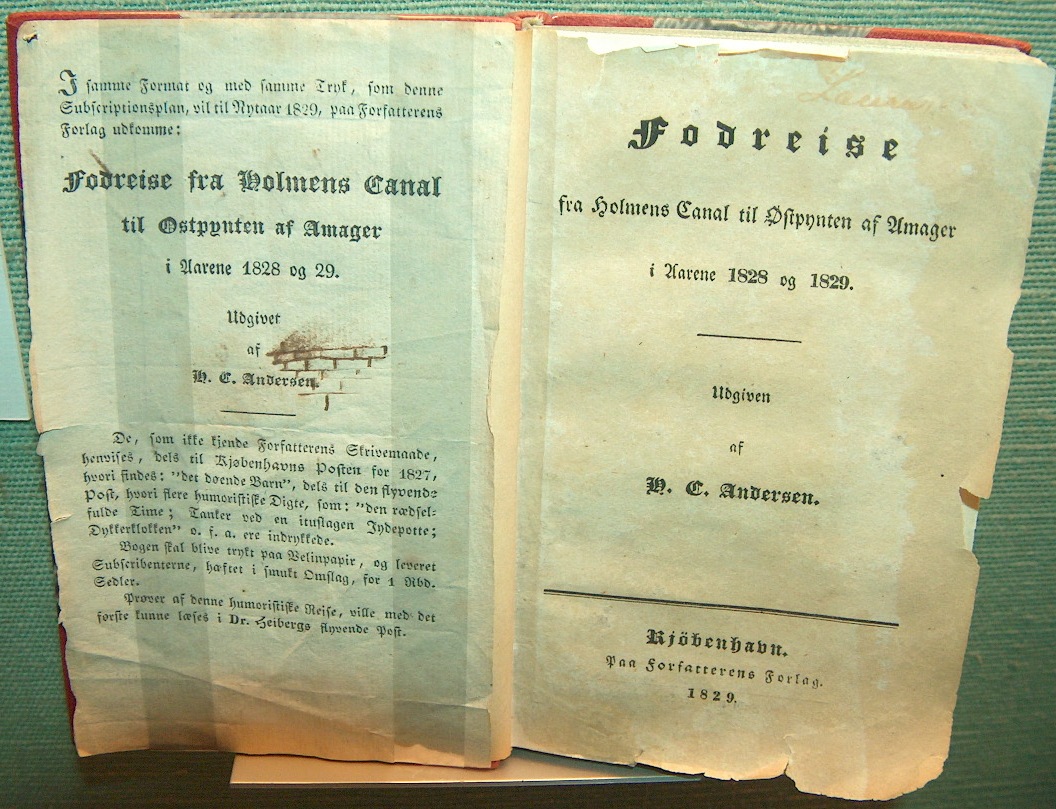 I samme Format og med samme Tryk, som denne
Subscriptionsplan, vil til Nytaar 1829, paa Forfatterens
Forlag udkomme:
Fodreise fra Holmens Canal
til Ostpynten af Amager
i Aarene 1828 og 29.
Udgivet
af
H. C. Andersen.
De, som ikke kjende Forfatterens Skrivemaade,
henvises, dels til Kjøbenhavns Posten for 1827,
hvori findes: "det døende Barn", dels til den flyvende
Post, hvori flere humoristiske Digte, som: "den rædsel-
fulde Time; Tanker ved en ituslagen Jydepotte;
Dykkerklokken" o. s. a. ere indrykkede.
Bogen skal blive trykt paa Velinpapir, og leveret
Subscribenterne, hæftet i smukt Omslag, for 1 Rbd.
Sedler.
Prøver af denne humoristiske Reise, ville med det
første kunne læses i Dr. Heibergs flyvende Post.
Fodreise
fra Holmens Canal til Østpynten af Amager
i Aarene 1828 og 1829.
Udgiven
af
H. C. Andersen.
Kjöbenhavn.
Paa Forfatterens Forlag.
1829.